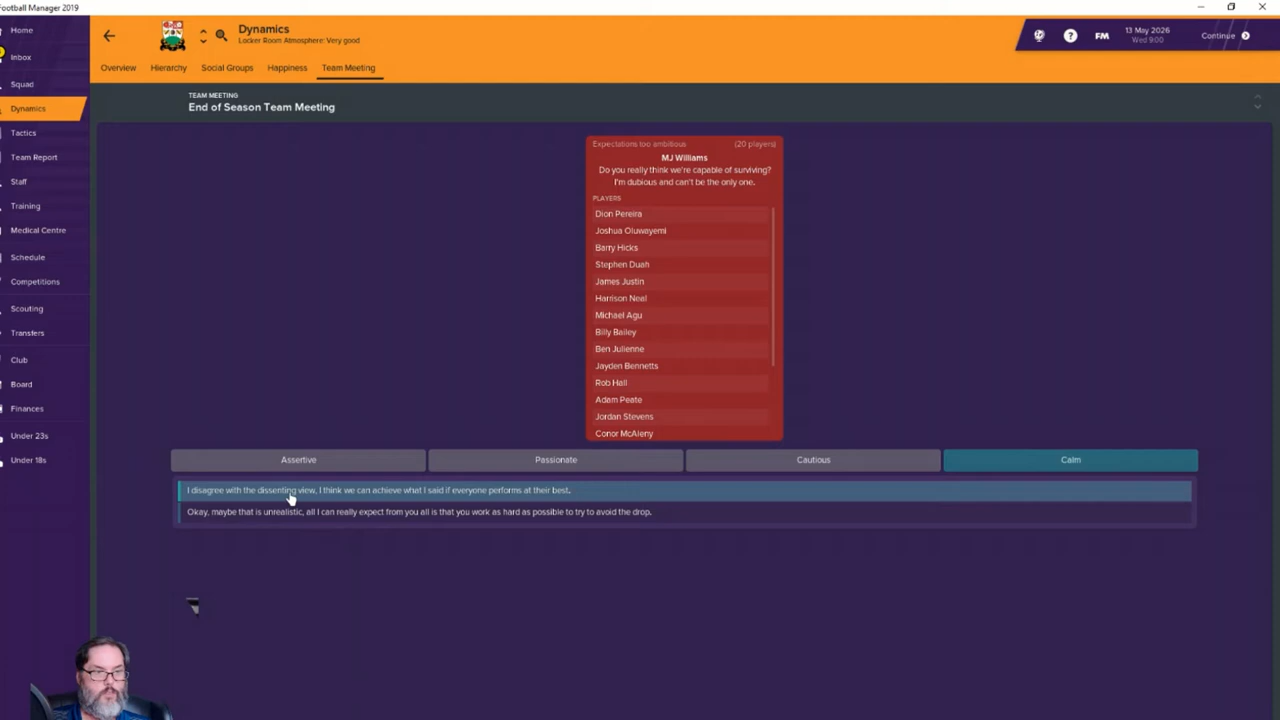 Football Manager 2019
Home
Dynamics
Locker Room Atmosphere: Very good
FM
13 May 2026
Wed 9:00
Continue
Inbox
Overview
Hierarchy
Social Groups
Happiness
Team Meeting
Squad
Dynamics
TEAM MEETING
End of Season Team Meeting
Tactics
Team Report
Staff
Training
Medical Centre
Schedule
Competitions
Scouting
Transfers
Club
Board
Finances
Under 23s
Under 18s
Expectations too ambitious (20 players)
MJ Williams
Do you really think we're capable of surviving?
I'm dubious and can't be the only one.
PLAYERS
Dion Pereira
Joshua Oluwayemi
Barry Hicks
Stephen Duah
James Justin
Harrison Neal
Michael Agu
Billy Bailey
Ben Julienne
Jayden Bennetts
Rob Hall
Adam Peate
Jordan Stevens
Conor McAleny
Assertive
Passionate
Cautious
Calm
I disagree with the dissenting view, I think we can achieve what I said if everyone performs at their best.
Okay, maybe that is unrealistic, all I can really expect from you all is that you work as hard as possible to try to avoid the drop.